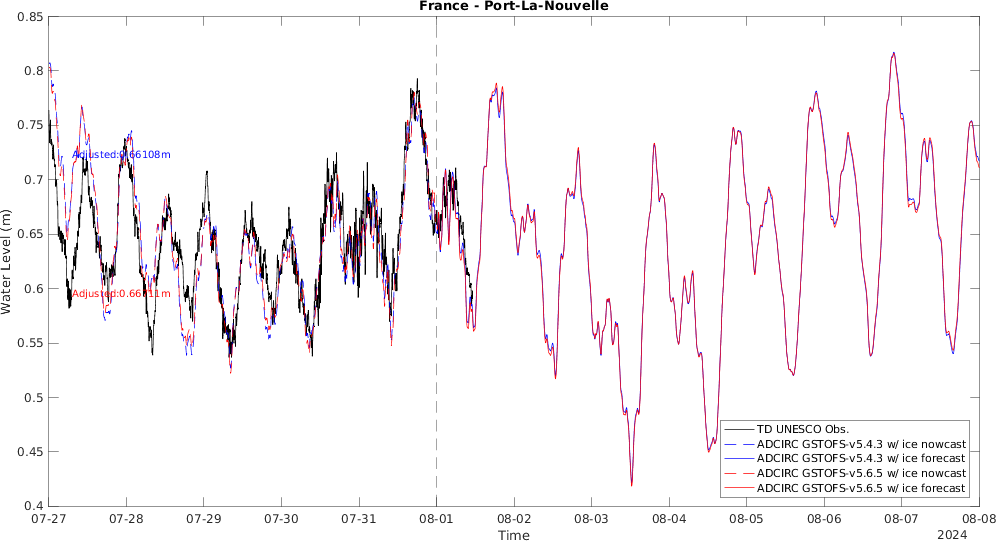 France - Port-La-Nouvelle
0.85
0.8
0.75
0.7
0.65
0.6
0.55
0.5
0.45
0.4
Water Level (m)
Adjusted:0.66108m
TD UNESCO Obs.
ADCIRC GSTOFS-v5.4.3 w/ ice nowcast
ADCIRC GSTOFS-v5.4.3 w/ ice forecast
ADCIRC GSTOFS-v5.6.5 w/ ice nowcast
ADCIRC GSTOFS-v5.6.5 w/ ice forecast
07-27 07-28 07-29 07-30 07-31 08-01 08-02 08-03 08-04 08-05 08-06 08-07 08-08
Time
2024